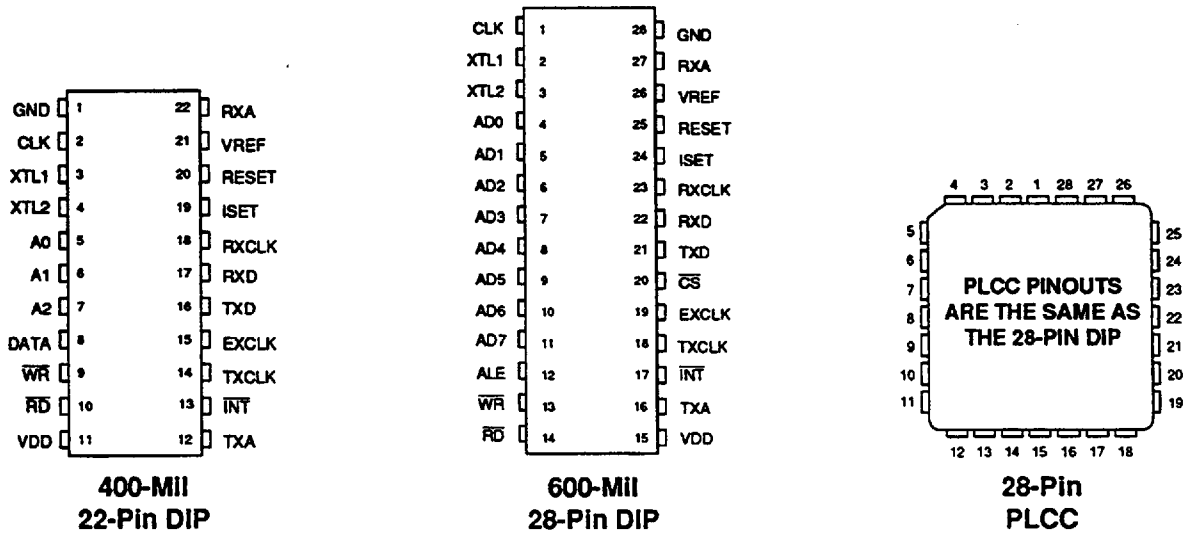 GND 1 22 RXA
CLK 2 21 VREF
XTL1 3 20 RESET
XTL2 4 19 ISET
A0 5 18 RXCLK
A1 6 17 RXD
A2 7 16 TXD
DATA 8 15 EXCLK
WR 9 14 TXCLK
RD 10 13 INT
VDD 11 12 TXA
400-Mil
22-Pin DIP
CLK 1 28 GND
XTL1 2 27 RXA
XTL2 3 26 VREF
AD0 4 25 RESET
AD1 5 24 ISET
AD2 6 23 RXCLK
AD3 7 22 RXD
AD4 8 21 TXD
AD5 9 20 CS
AD6 10 19 EXCLK
AD7 11 18 TXCLK
ALE 12 17 INT
WR 13 16 TXA
RD 14 15 VDD
600-Mil
28-Pin DIP
4 3 2 1 28 27 26
5 25
6 24
7 PLCC PINOUTS 23
8 ARE THE SAME AS 22
9 THE 28-PIN DIP 21
10 20
11 19
12 13 14 15 16 17 18
28-Pin
PLCC